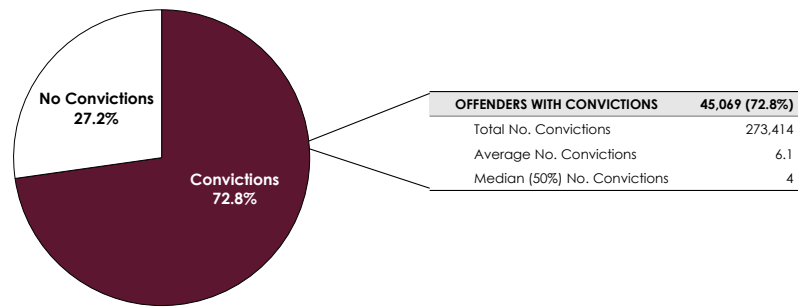 No Convictions
27.2%
Convictions
72.8%
OFFENDERS WITH CONVICTIONS 45,069 (72.8%)
Total No. Convictions 273,414
Average No. Convictions 6.1
Median (50%) No. Convictions 4